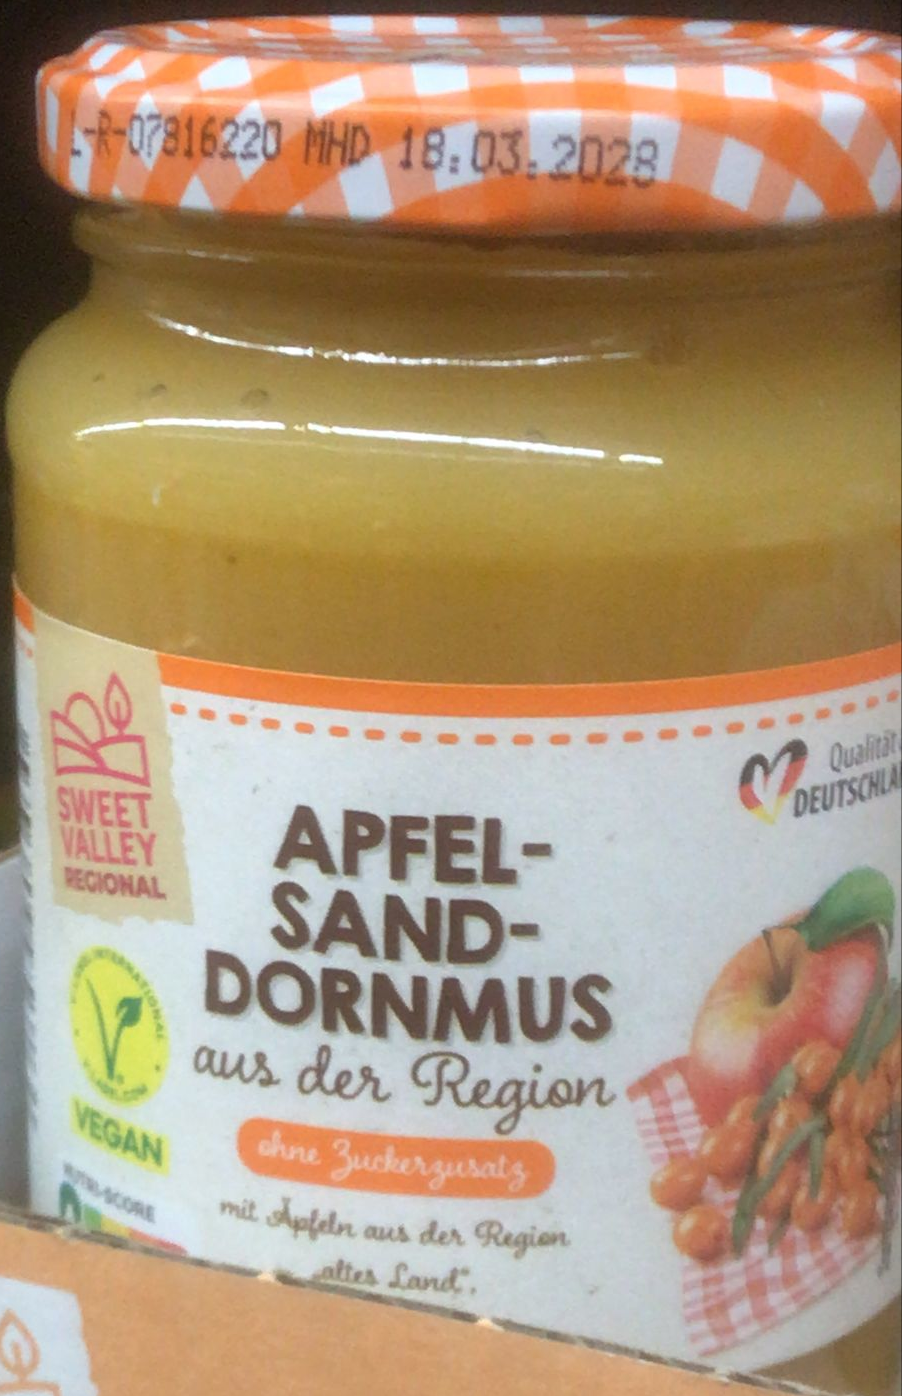 L-R-07816220 MHD 18.03.2028
SWEET
VALLEY
REGIONAL
Qualität
APFEL-
SAND-
DORNMUS
aus der Region
ohne Zuckerzusatz
mit Äpfeln aus der Region
„altes Land“,
VEGAN
NUTRI-SCORE